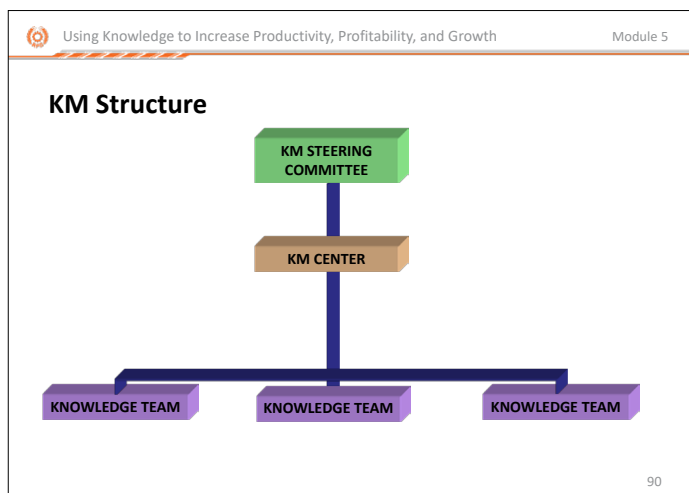 Using Knowledge to Increase Productivity, Profitability, and Growth Module 5
KM Structure
KM STEERING
COMMITTEE
KM CENTER
KNOWLEDGE TEAM KNOWLEDGE TEAM KNOWLEDGE TEAM
90